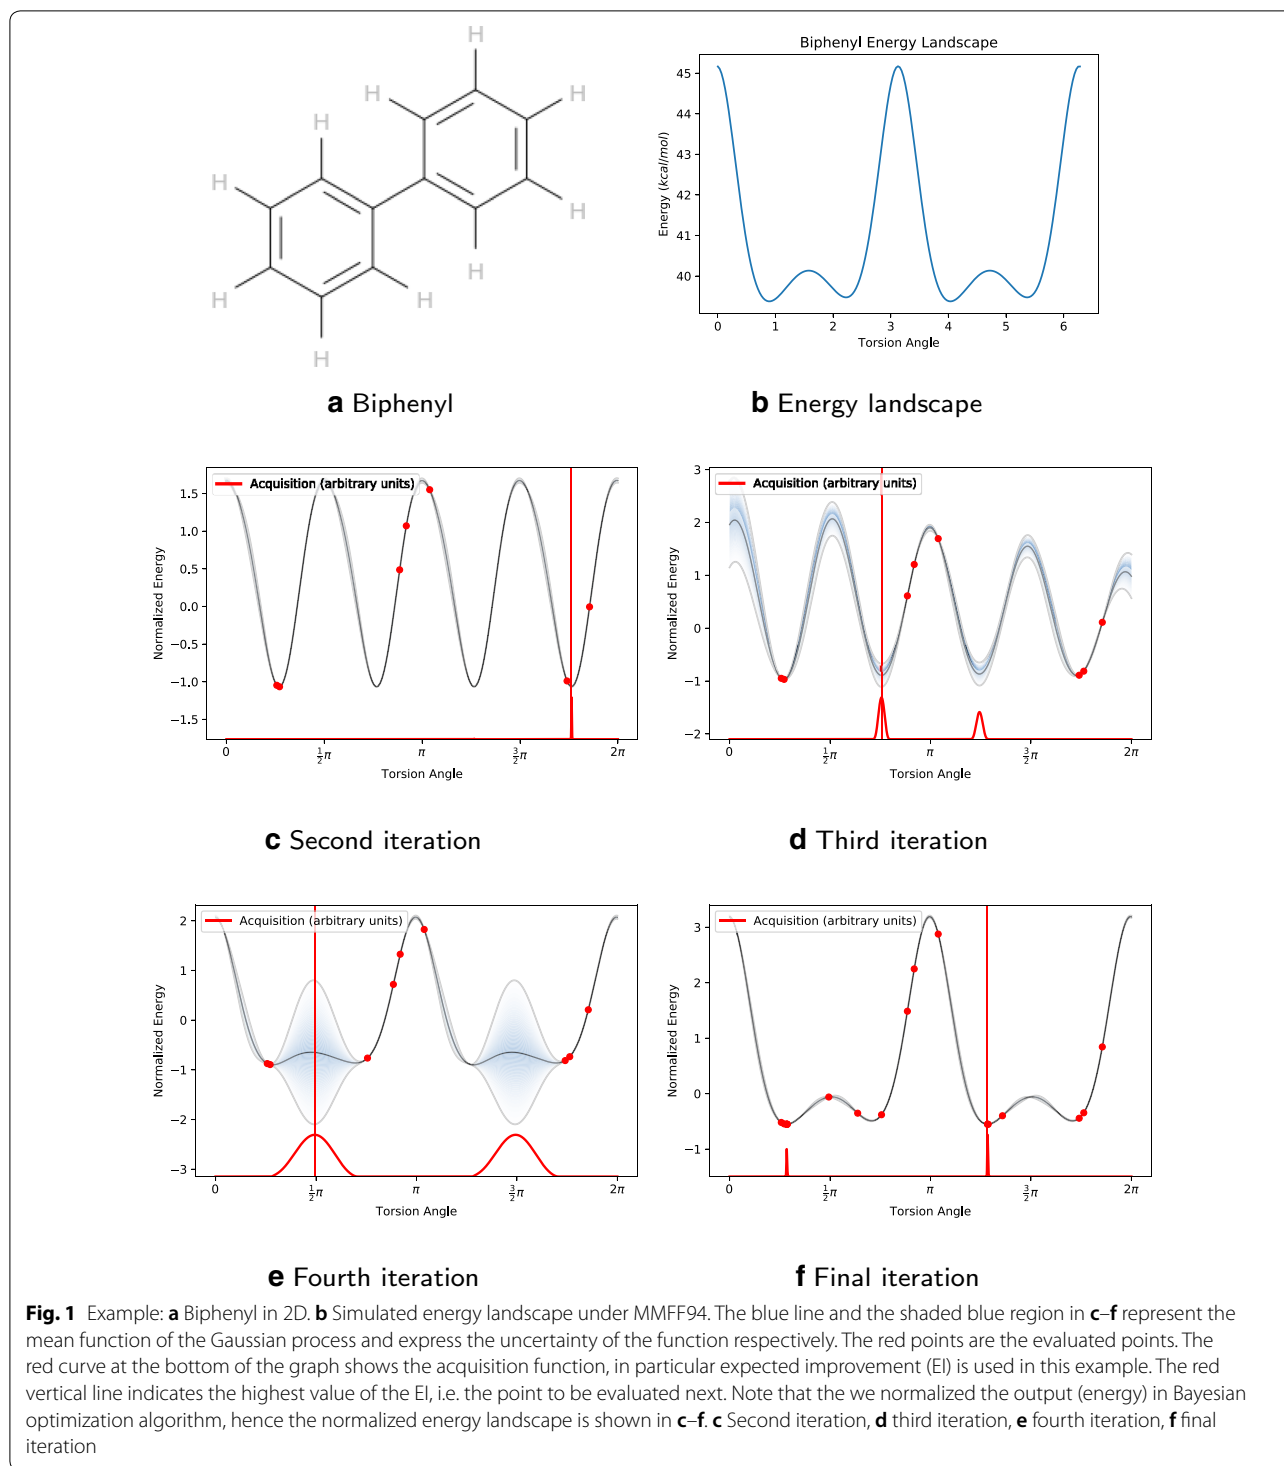 H
H
H
H
H
H
H
H
H
H
a Biphenyl
Biphenyl Energy Landscape
Energy (kcal/mol)
45
44
43
42
41
40
0 1 2 3 4 5 6
Torsion Angle
b Energy landscape
Acquisition (arbitrary units)
Normalized Energy
1.5
1.0
0.5
0.0
−0.5
−1.0
−1.5
0 1/2π π 3/2π 2π
Torsion Angle
c Second iteration
Acquisition (arbitrary units)
Normalized Energy
3
2
1
0
−1
−2
0 1/2π π 3/2π 2π
Torsion Angle
d Third iteration
Acquisition (arbitrary units)
Normalized Energy
2
1
0
−1
−2
−3
0 1/2π π 3/2π 2π
Torsion Angle
e Fourth iteration
Acquisition (arbitrary units)
Normalized Energy
3
2
1
0
−1
0 1/2π π 3/2π 2π
Torsion Angle
f Final iteration
Fig. 1 Example: a Biphenyl in 2D. b Simulated energy landscape under MMFF94. The blue line and the shaded blue region in c–f represent the
mean function of the Gaussian process and express the uncertainty of the function respectively. The red points are the evaluated points. The
red curve at the bottom of the graph shows the acquisition function, in particular expected improvement (EI) is used in this example. The red
vertical line indicates the highest value of the EI, i.e. the point to be evaluated next. Note that the we normalized the output (energy) in Bayesian
optimization algorithm, hence the normalized energy landscape is shown in c–f. c Second iteration, d third iteration, e fourth iteration, f final
iteration